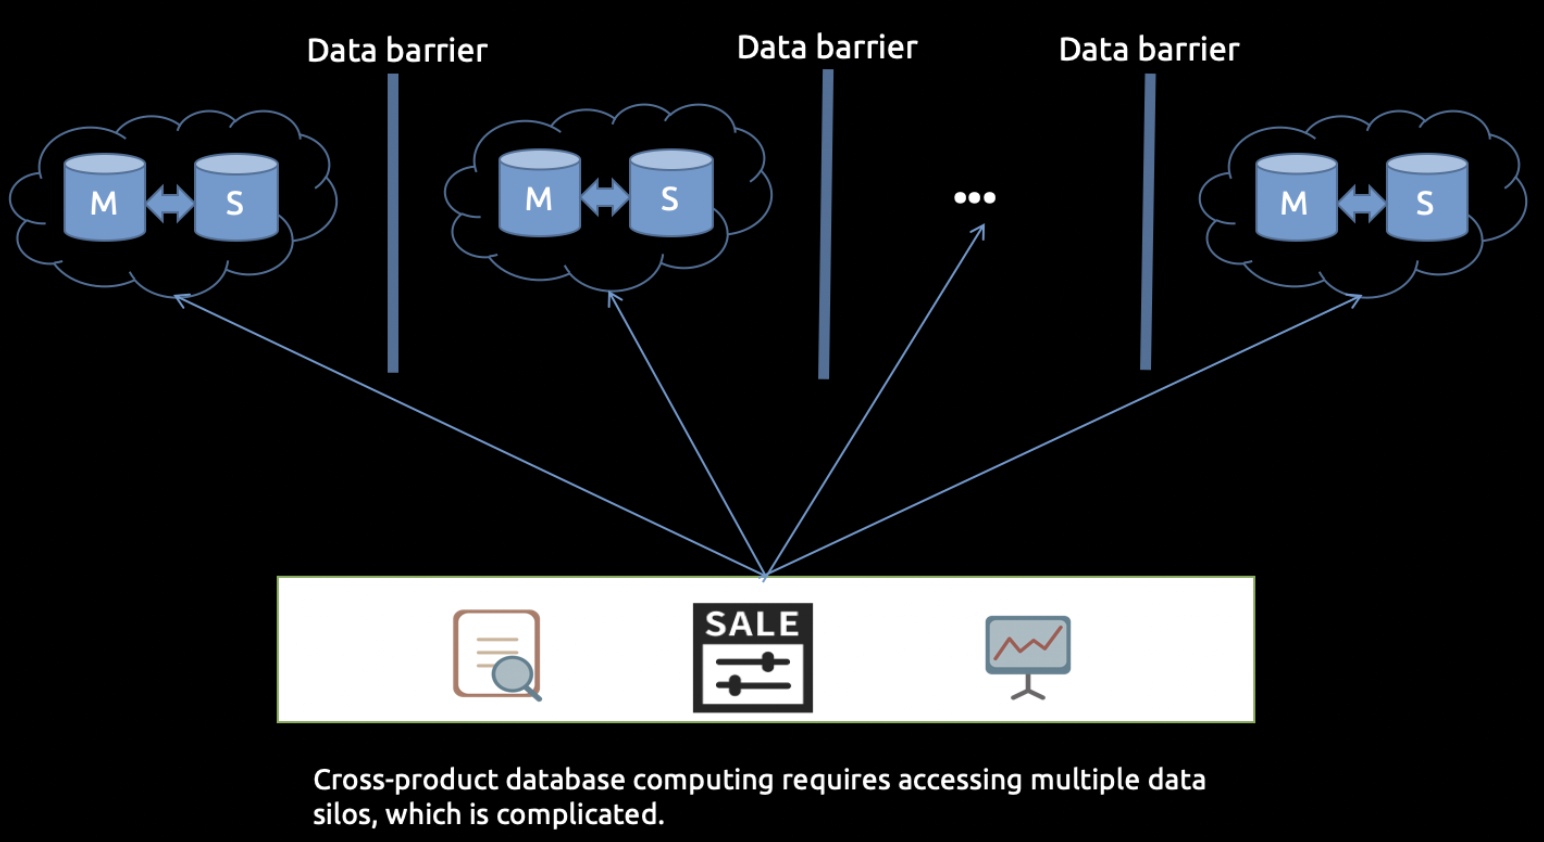 Data barrier
Data barrier
Data barrier
M
S
M
S
...
M
S
SALE
Cross-product database computing requires accessing multiple data
silos, which is complicated.